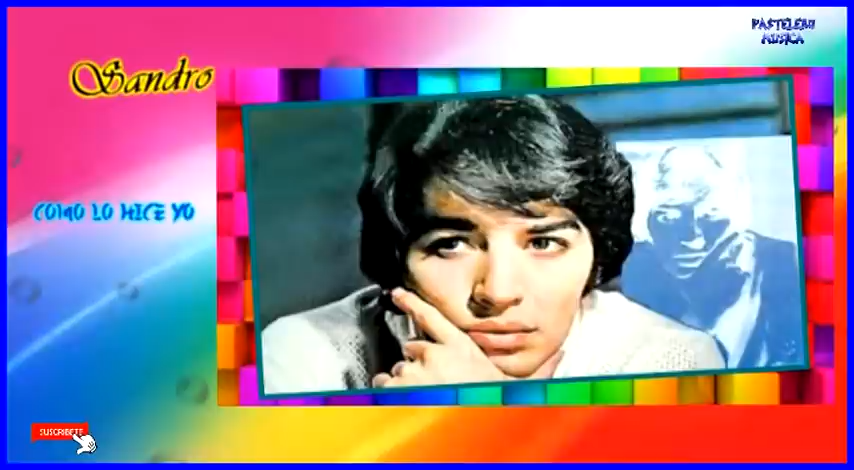 PASTELERO
MUSICA
Sandro
COMO LO HICE YO
SUSCRIBETE